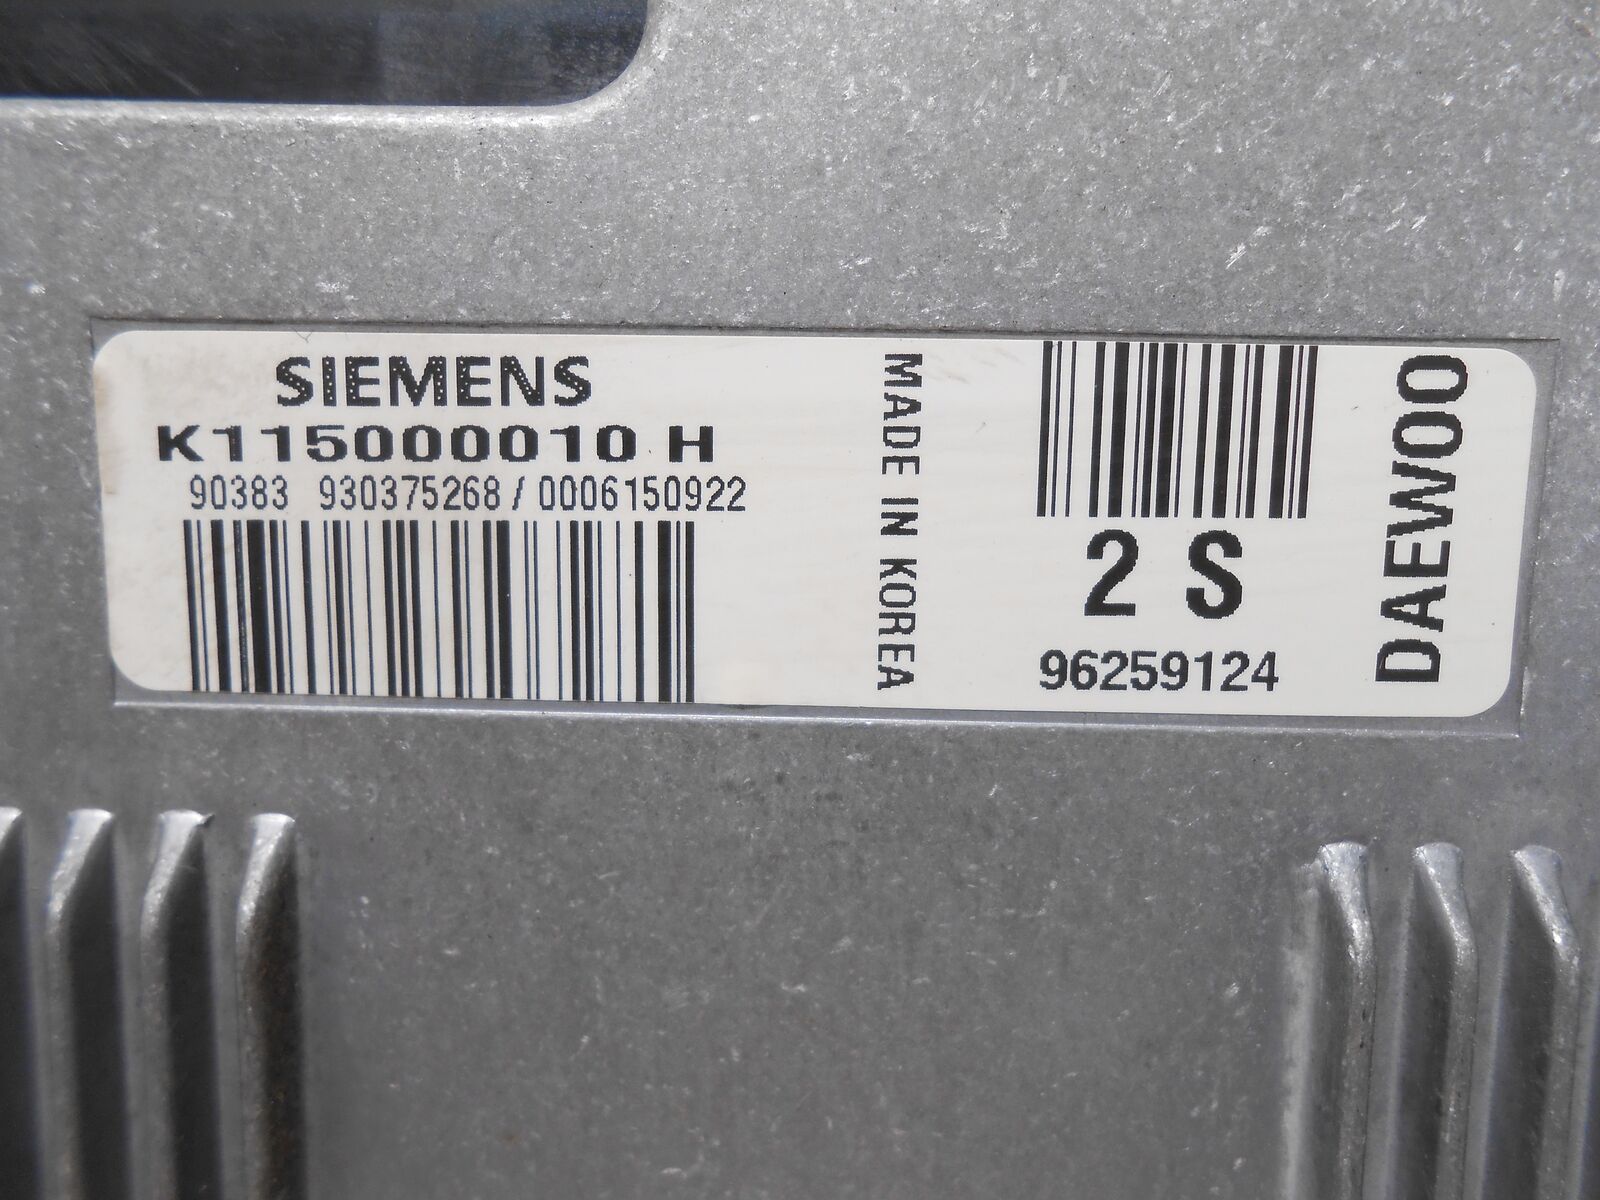 SIEMENS
K115000010 H
90383 930375268 / 0006150922
MADE IN KOREA
2 S
96259124
DAEWOO